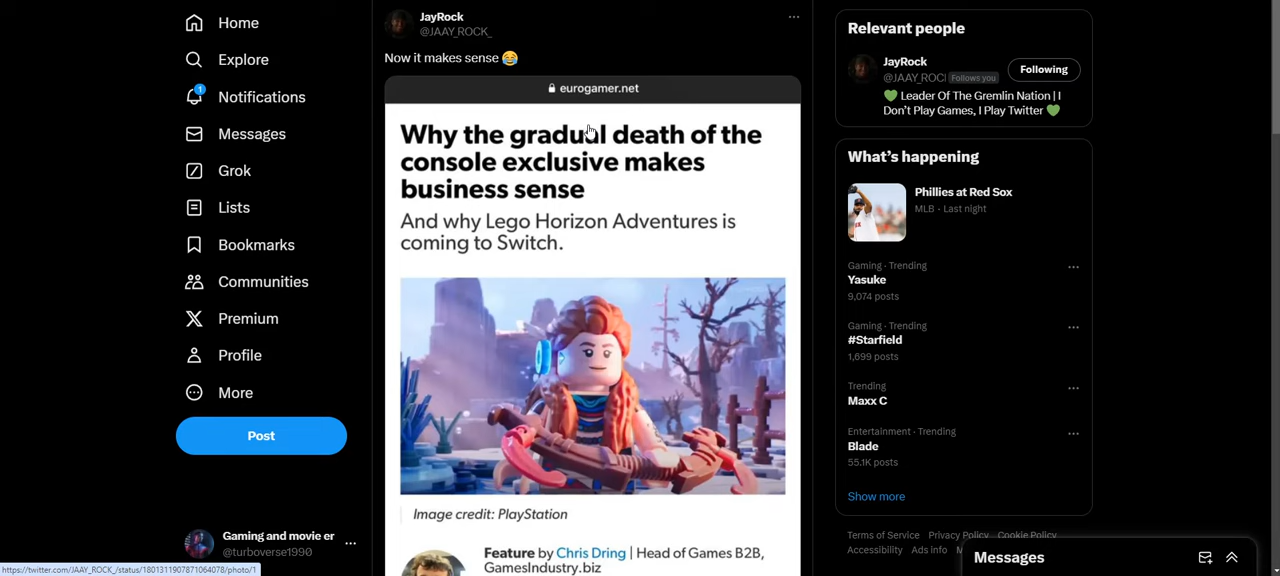 Home
Explore
1
Notifications
Messages
Grok
Lists
Bookmarks
Communities
Premium
Profile
More
Post
Gaming and movie er
@turboverse1990
https://twitter.com/JAAY_ROCK_/status/1801311907871064078/photo/1
JayRock
@JAAY_ROCK_
Now it makes sense 😂
eurogamer.net
Why the gradual death of the
console exclusive makes
business sense
And why Lego Horizon Adventures is
coming to Switch.
Image credit: PlayStation
Feature by Chris Dring | Head of Games B2B,
GamesIndustry.biz
Relevant people
JayRock
@JAAY_ROC Follows you
Following
💚 Leader Of The Gremlin Nation | I
Don't Play Games, I Play Twitter 💚
What's happening
Phillies at Red Sox
MLB · Last night
Gaming · Trending
Yasuke
9,074 posts
Gaming · Trending
#Starfield
1,699 posts
Trending
Maxx C
Entertainment · Trending
Blade
55.1K posts
Show more
Terms of Service Privacy Policy Cookie Policy
Accessibility Ads info M
Messages